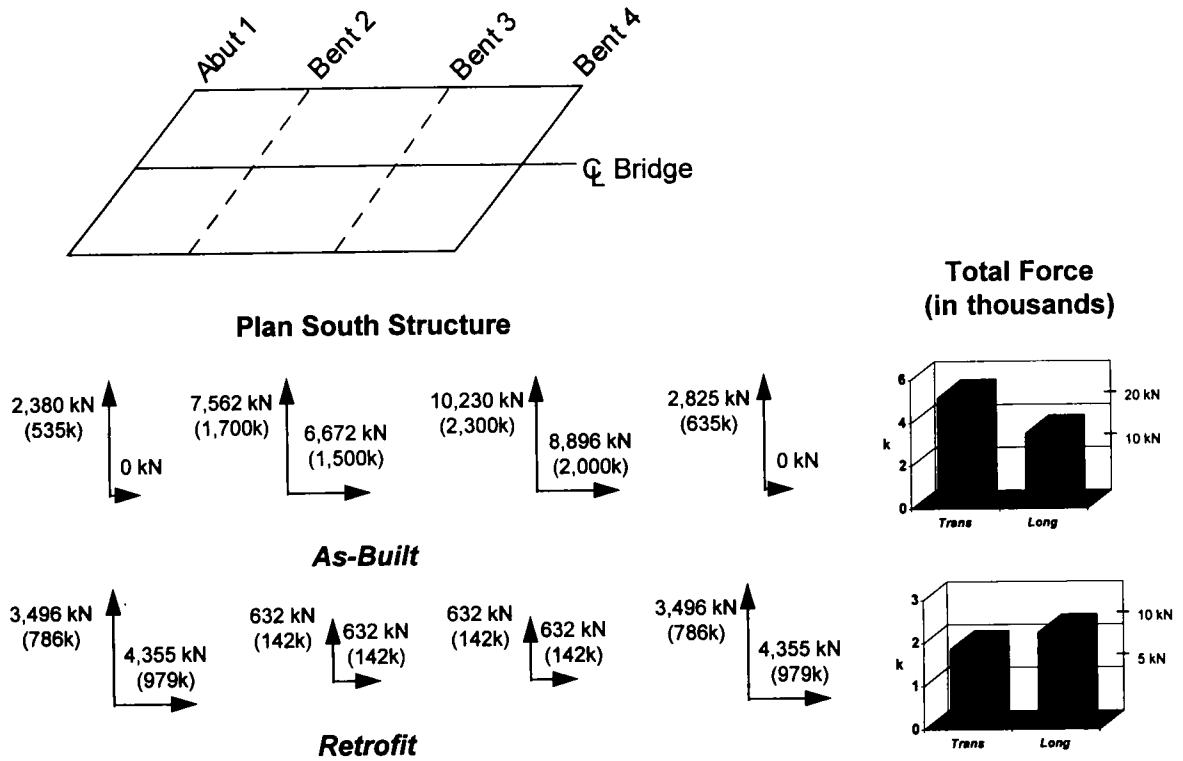 Abut 1
Bent 2
Bent 3
Bent 4
℄ Bridge
Plan South Structure
Total Force
(in thousands)
2,380 kN
(535k)
0 kN
7,562 kN
(1,700k)
6,672 kN
(1,500k)
10,230 kN
(2,300k)
8,896 kN
(2,000k)
2,825 kN
(635k)
0 kN
6
4
k
2
0
20 kN
10 kN
Trans
Long
As-Built
3,496 kN
(786k)
4,355 kN
(979k)
632 kN
(142k)
632 kN
(142k)
632 kN
(142k)
632 kN
(142k)
3,496 kN
(786k)
4,355 kN
(979k)
3
2
k
1
0
10 kN
5 kN
Trans
Long
Retrofit